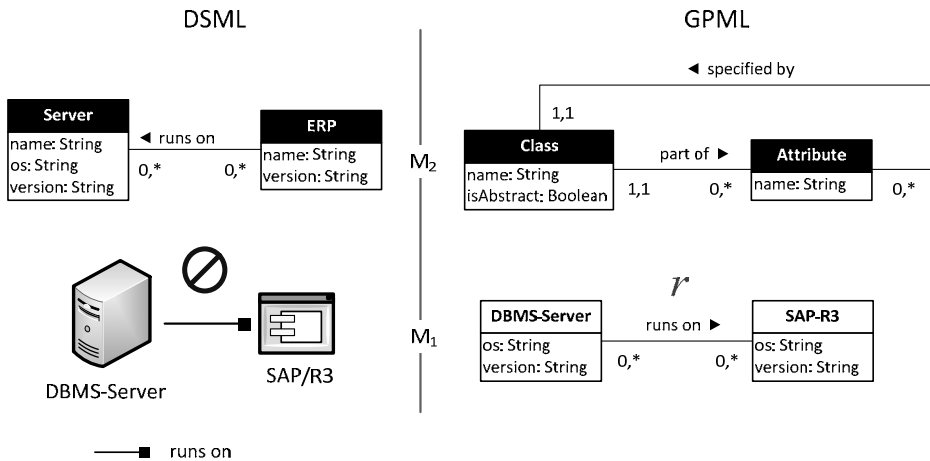 DSML
GPML
◄ specified by
1,1
Server
name: String
os: String
version: String
◄ runs on
0,*
0,*
ERP
name: String
version: String
M2
Class
name: String
isAbstract: Boolean
part of ►
1,1
0,*
Attribute
name: String
0,*
DBMS-Server
SAP/R3
M1
r
DBMS-Server
os: String
version: String
runs on ►
0,*
0,*
SAP-R3
os: String
version: String
runs on